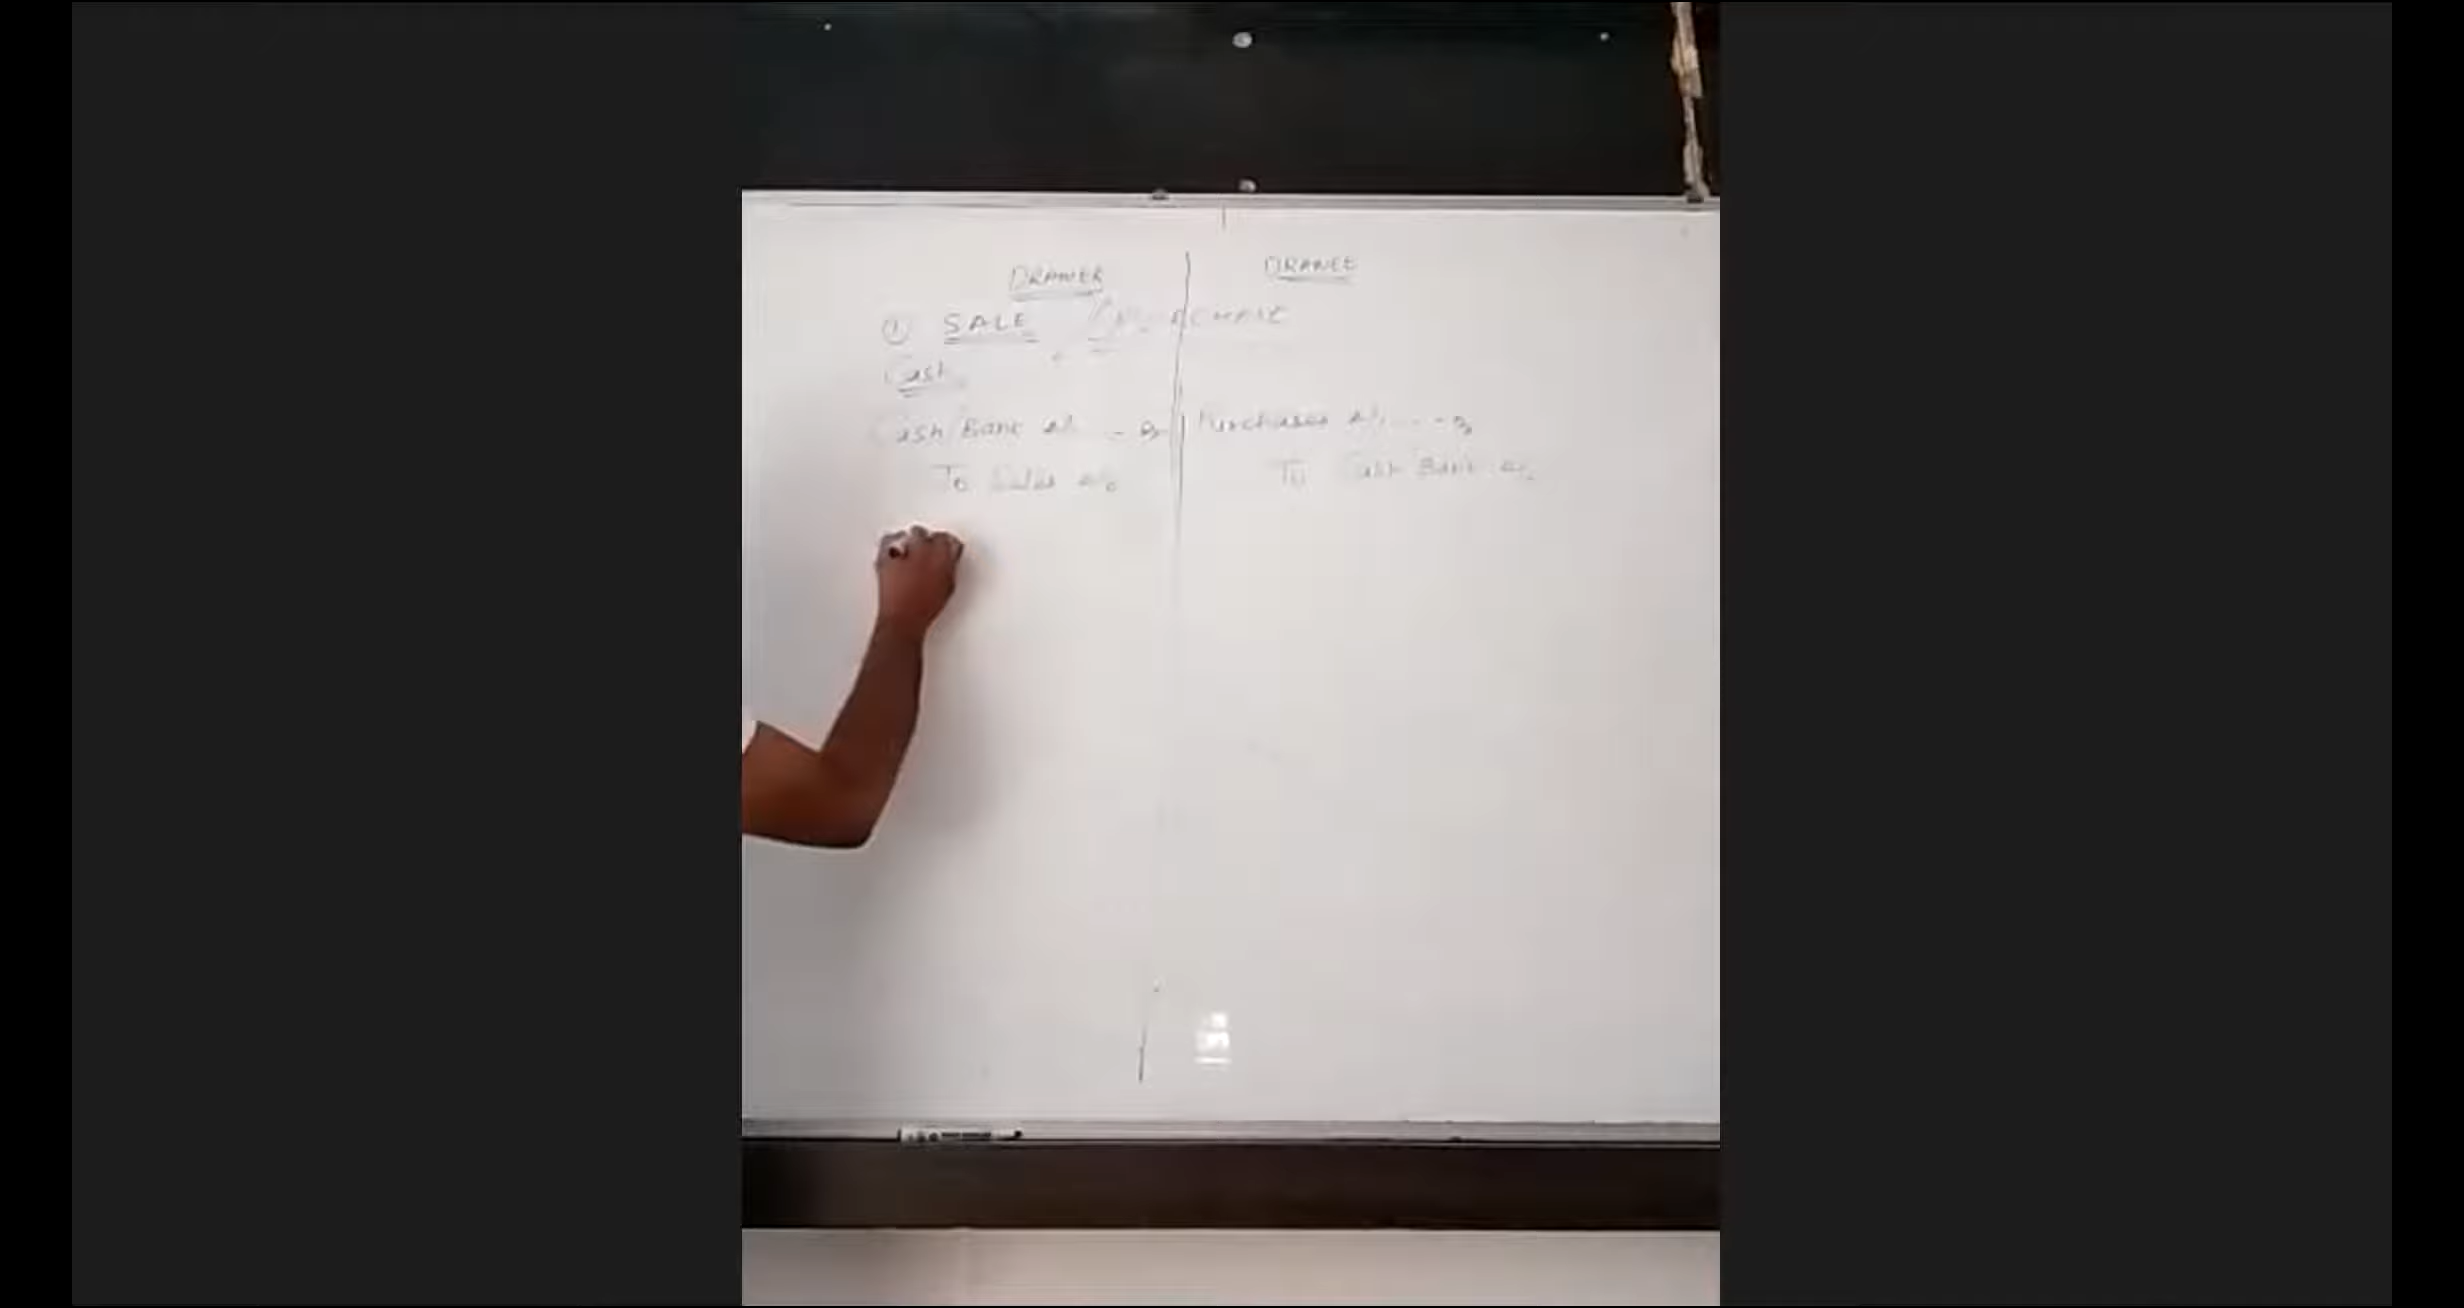 DRAWER DRAWEE
① SALE / PURCHASE
Cash
Cash/Bank a/c --- Dr Purchases a/c --- Dr
To Sales a/c To Cash/Bank a/c